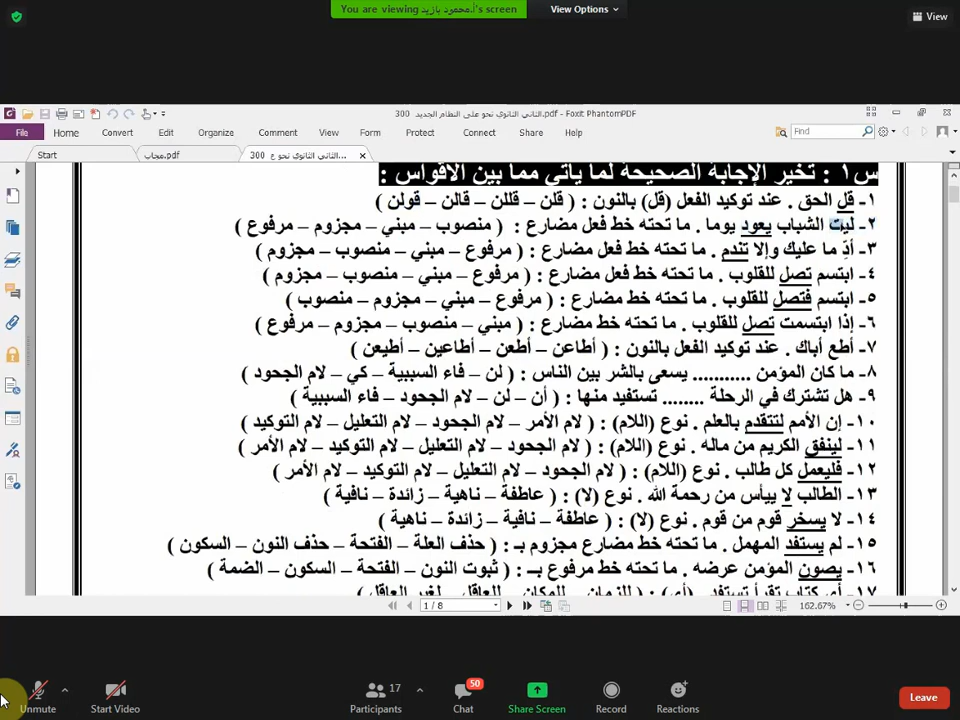 You are viewing محمود بازيد.أ's screen
View Options
View
300 الثاني الثانوي نحو على النظام الجديد.pdf - Foxit PhantomPDF
File
Home
Convert
Edit
Organize
Comment
View
Form
Protect
Connect
Share
Help
Find
Start
مجاب.pdf
300 الثاني الثانوي نحو ع...
س١ : تخير الإجابة الصحيحة لما يأتي مما بين الأقواس :
١- قل الحق . عند توكيد الفعل (قل) بالنون : ( قلن – قللن – قالن – قولن )
٢- ليت الشباب يعود يوما . ما تحته خط فعل مضارع : ( منصوب – مبني – مجزوم – مرفوع )
٣- أدِّ ما عليك وإلا تندم . ما تحته خط فعل مضارع : ( مرفوع – مبني – منصوب – مجزوم )
٤- ابتسم تصل للقلوب . ما تحته خط فعل مضارع : ( مرفوع – مبني – منصوب – مجزوم )
٥- ابتسم فتصل للقلوب . ما تحته خط مضارع : ( مرفوع – مبني – مجزوم – منصوب )
٦- إذا ابتسمت تصل للقلوب . ما تحته خط فعل مضارع : ( مبني – منصوب – مجزوم – مرفوع )
٧- أطع أباك . عند توكيد الفعل بالنون : ( أطاعن – أطعن – أطاعين – أطيعن )
٨- ما كان المؤمن ........... يسعى بالشر بين الناس : ( لن – فاء السببية – كي – لام الجحود )
٩- هل تشترك في الرحلة ........ تستفيد منها : ( أن – لن – لام الجحود – فاء السببية )
١٠- إن الأمم لتتقدم بالعلم . نوع (اللام) : ( لام الأمر – لام الجحود – لام التعليل – لام التوكيد )
١١- لينفق الكريم من ماله . نوع (اللام): ( لام الجحود – لام التعليل – لام التوكيد – لام الأمر )
١٢- فليعمل كل طالب . نوع (اللام): ( لام الجحود – لام التعليل – لام التوكيد – لام الأمر )
١٣- الطالب لا ييأس من رحمة الله . نوع (لا): ( عاطفة – ناهية – زائدة – نافية )
١٤- لا يسخر قوم من قوم . نوع (لا): ( عاطفة – نافية – زائدة – ناهية )
١٥- لم يستفد المهمل . ما تحته خط مضارع مجزوم بـ : ( حذف العلة – الفتحة – حذف النون – السكون )
١٦- يصون المؤمن عرضه . ما تحته خط مرفوع بــ : ( ثبوت النون – الفتحة – السكون – الضمة )
١٧- أي كتاب تقرأ تستفد . (أي) : ( للزمان – للمكان – للعاقل – لغير العاقل )
1 / 8
162.67%
Unmute
Start Video
17
Participants
50
Chat
Share Screen
Record
Reactions
Leave